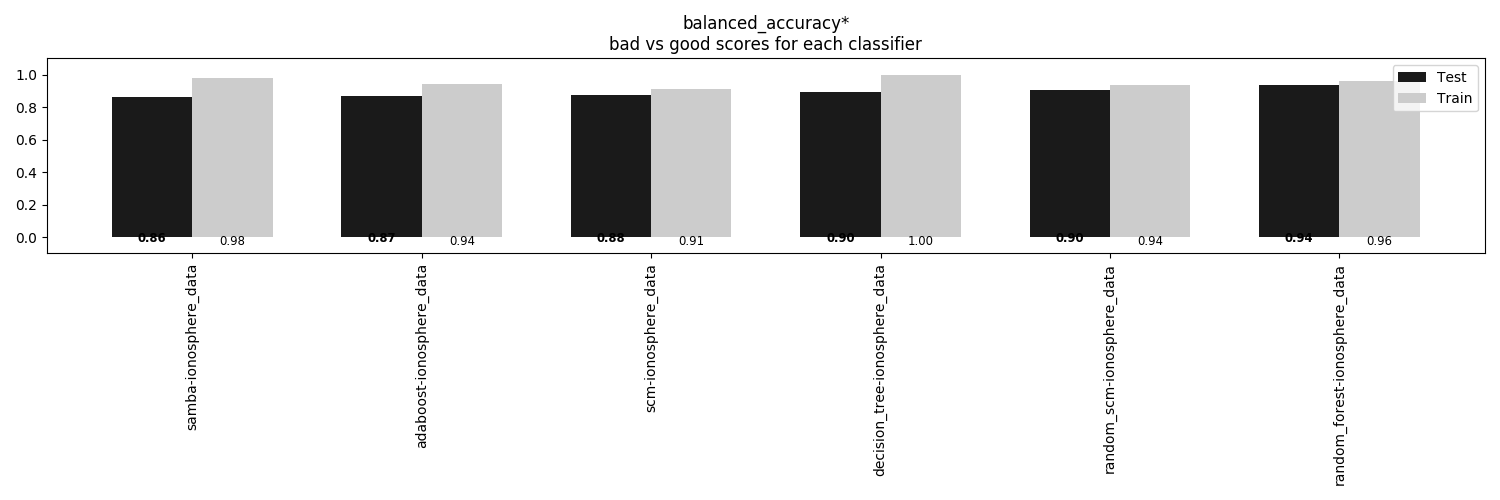 balanced_accuracy*
bad vs good scores for each classifier
Test
Train
1.0
0.8
0.6
0.4
0.2
0.0
0.86 0.98 0.87 0.94 0.88 0.91 0.90 1.00 0.90 0.94 0.94 0.96
samba-ionosphere_data
adaboost-ionosphere_data
scm-ionosphere_data
decision_tree-ionosphere_data
random_scm-ionosphere_data
random_forest-ionosphere_data